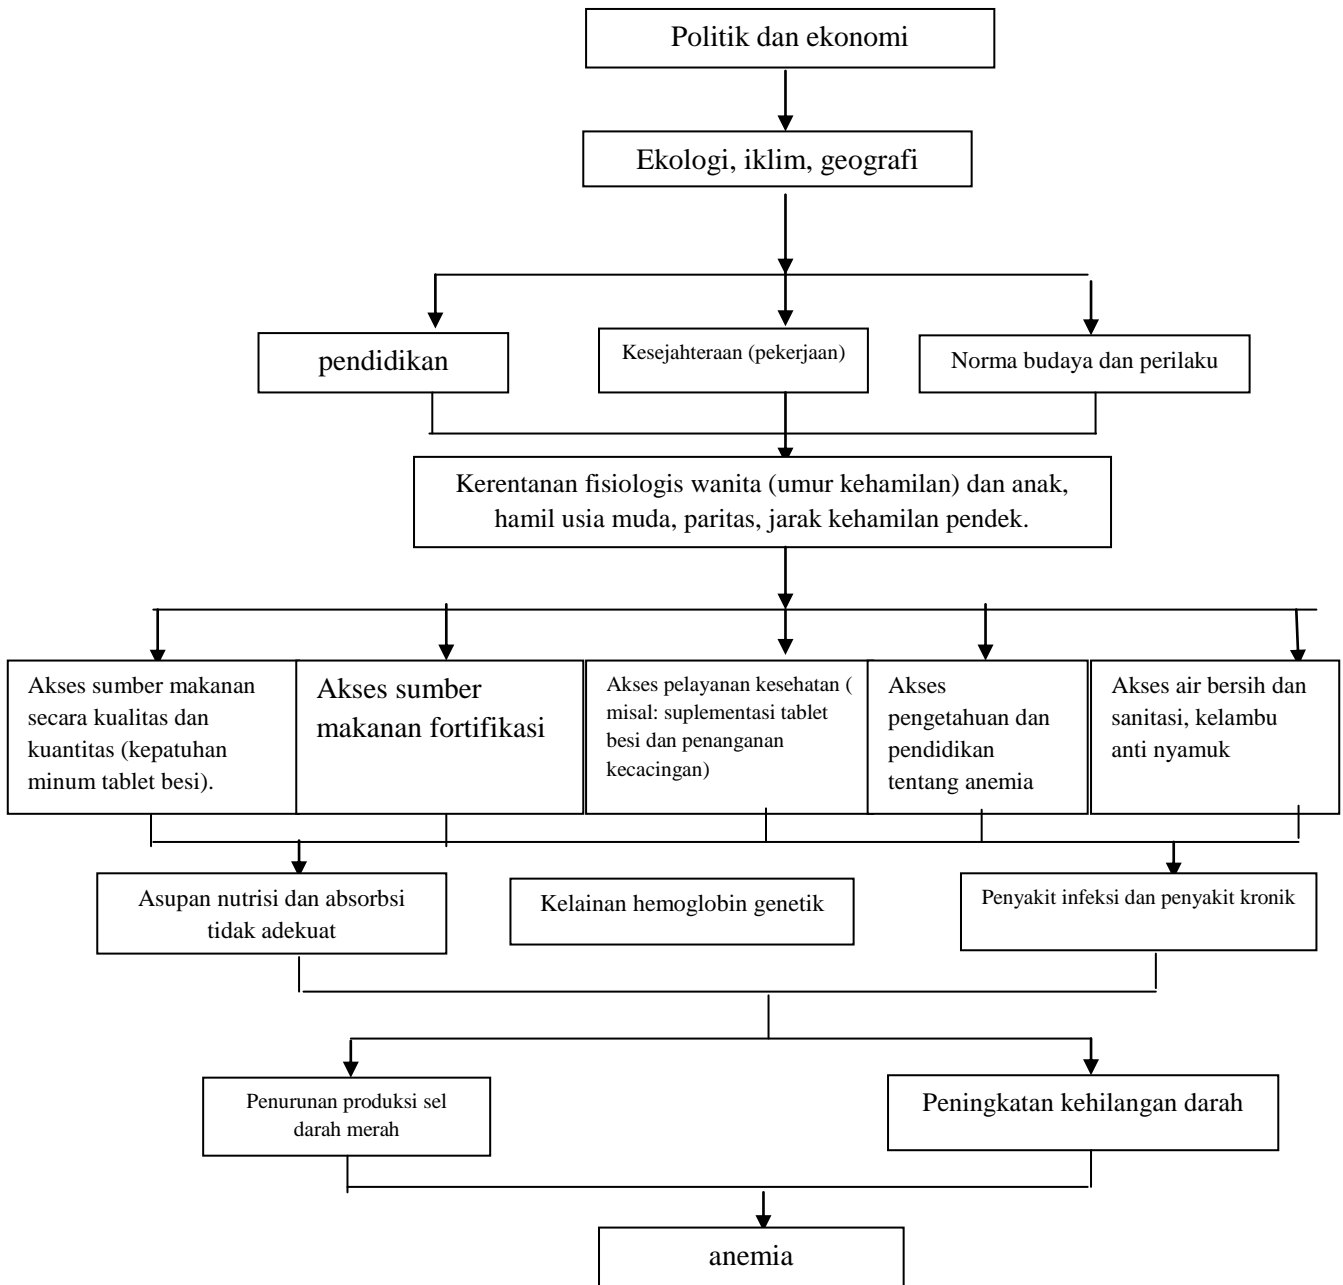 Politik dan ekonomi
Ekologi, iklim, geografi
pendidikan
Kesejahteraan (pekerjaan)
Norma budaya dan perilaku
Kerentanan fisiologis wanita (umur kehamilan) dan anak,
hamil usia muda, paritas, jarak kehamilan pendek.
Akses sumber makanan
secara kualitas dan
kuantitas (kepatuhan
minum tablet besi).
Akses sumber
makanan fortifikasi
Akses pelayanan kesehatan (
misal: suplementasi tablet
besi dan penanganan
kecacingan)
Akses
pengetahuan dan
pendidikan
tentang anemia
Akses air bersih dan
sanitasi, kelambu
anti nyamuk
Asupan nutrisi dan absorbsi
tidak adekuat
Kelainan hemoglobin genetik
Penyakit infeksi dan penyakit kronik
Penurunan produksi sel
darah merah
Peningkatan kehilangan darah
anemia